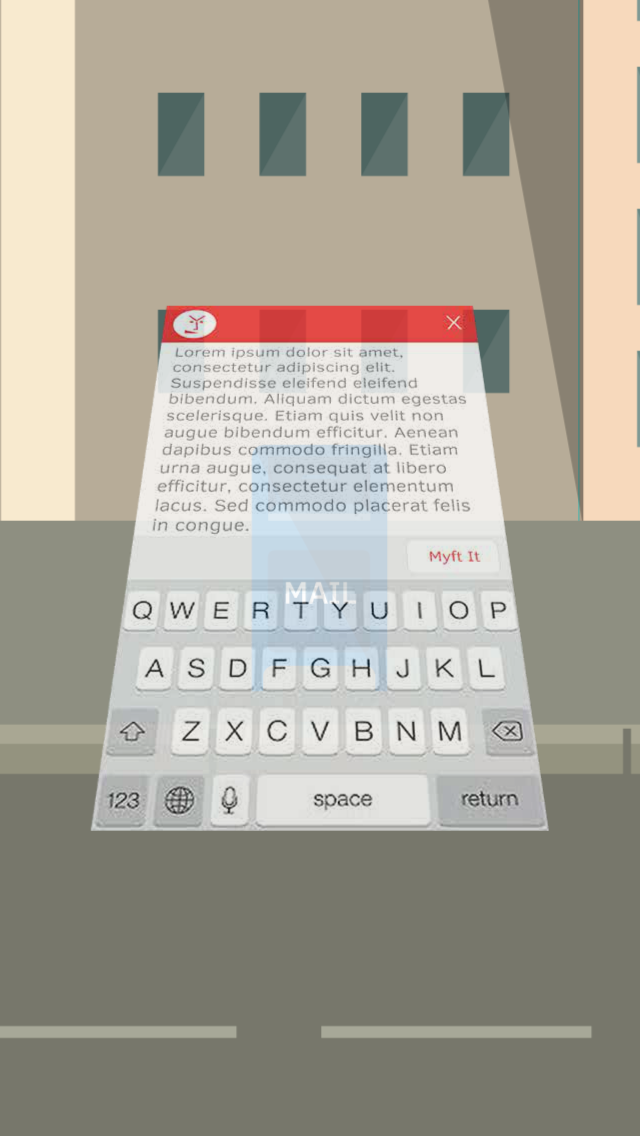 Lorem ipsum dolor sit amet,
consectetur adipiscing elit.
Suspendisse eleifend eleifend
bibendum. Aliquam dictum egestas
scelerisque. Etiam quis velit non
augue bibendum efficitur. Aenean
dapibus commodo fringilla. Etiam
urna augue, consequat at libero
efficitur, consectetur elementum
lacus. Sed commodo placerat felis
in congue.
Myft It
MAIL
Q W E R T Y U I O P
A S D F G H J K L
Z X C V B N M
123 space return